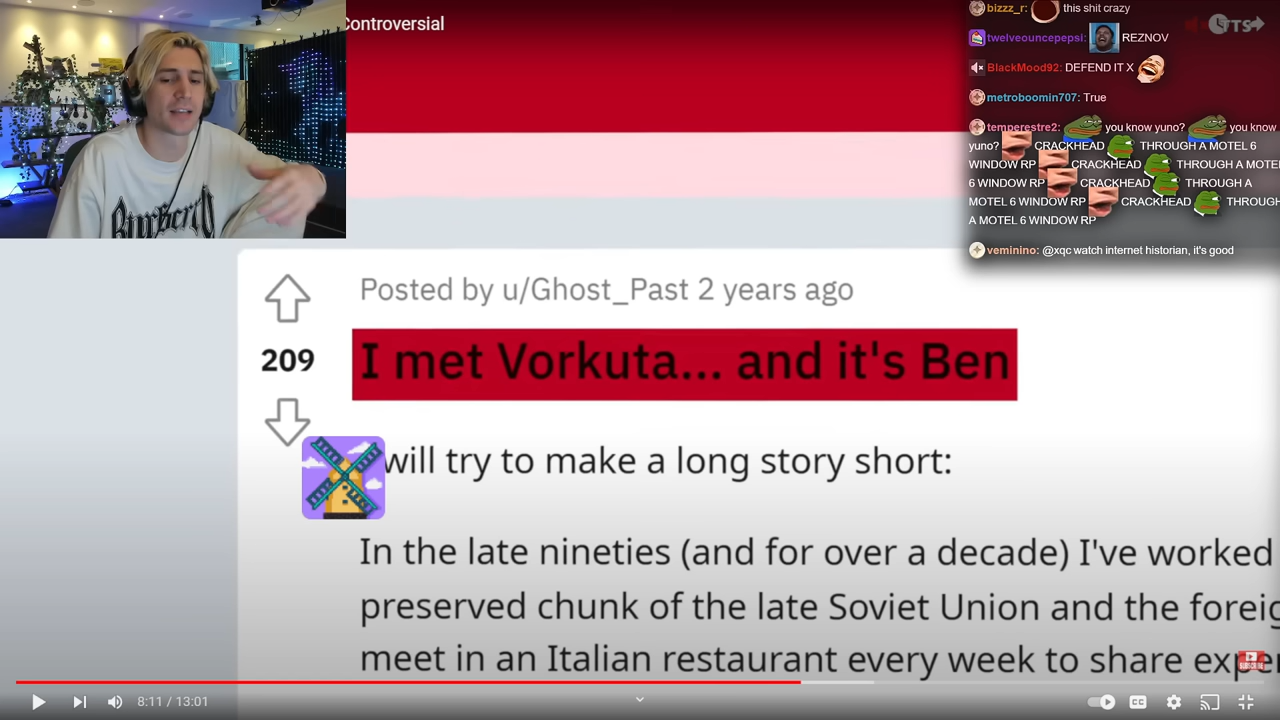 Controversial
bizzz_r: this shit crazy
TTS
twelveouncepepsi: REZNOV
BlackMood92: DEFEND IT X
metroboomin707: True
temperestre2: you know yuno? you know
yuno? CRACKHEAD THROUGH A MOTEL 6
WINDOW RP CRACKHEAD THROUGH A MOTEL
6 WINDOW RP CRACKHEAD THROUGH A
MOTEL 6 WINDOW RP CRACKHEAD THROUGH
A MOTEL 6 WINDOW RP
veminino: @xqc watch internet historian, it's good
Posted by u/Ghost_Past 2 years ago
209
I met Vorkuta... and it's Ben
will try to make a long story short:
In the late nineties (and for over a decade) I've worked
preserved chunk of the late Soviet Union and the foreig
meet in an Italian restaurant every week to share exper
SUBSCRIBE
8:11 / 13:01
CC